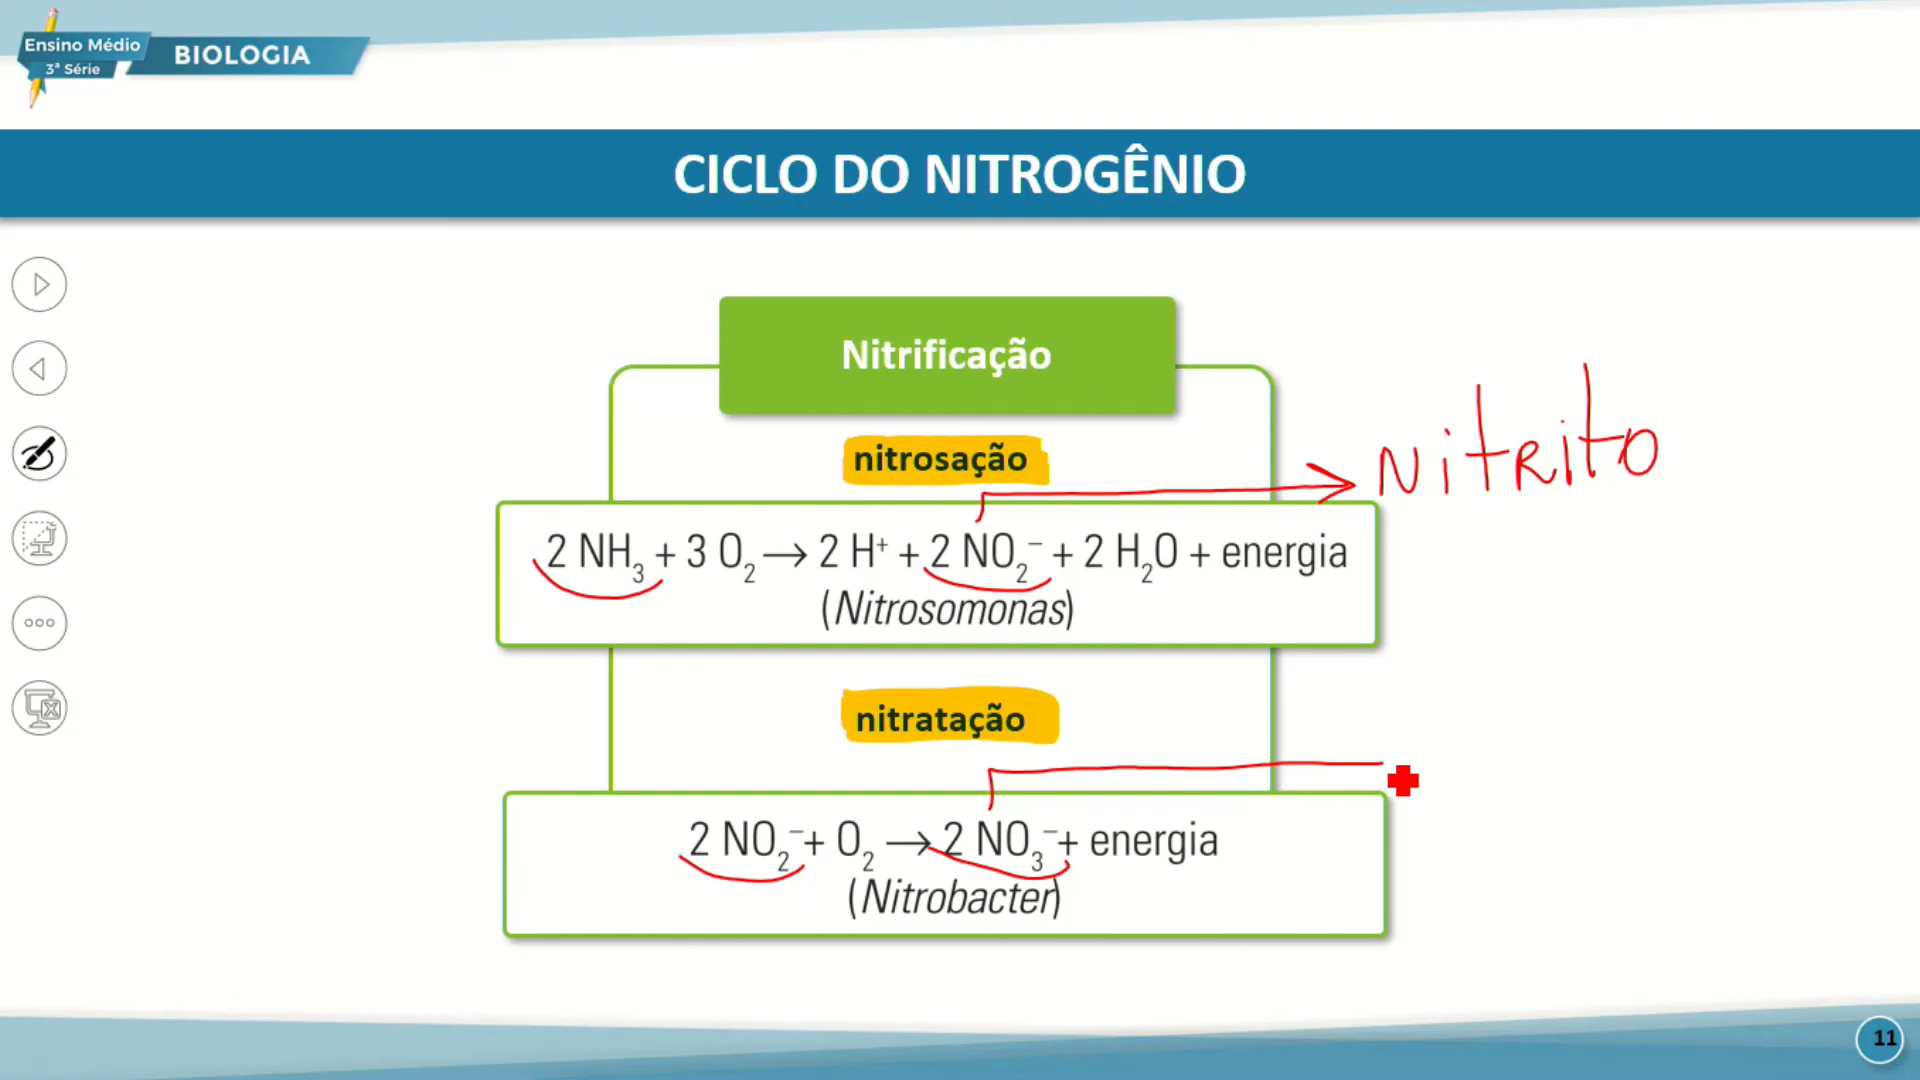 Ensino Médio
3ª Série
BIOLOGIA
CICLO DO NITROGÊNIO
Nitrificação
nitrosação
Nitrito
2 NH₃ + 3 O₂ → 2 H⁺ + 2 NO₂⁻ + 2 H₂O + energia
(Nitrosomonas)
nitratação
2 NO₂⁻ + O₂ → 2 NO₃⁻ + energia
(Nitrobacter)
11